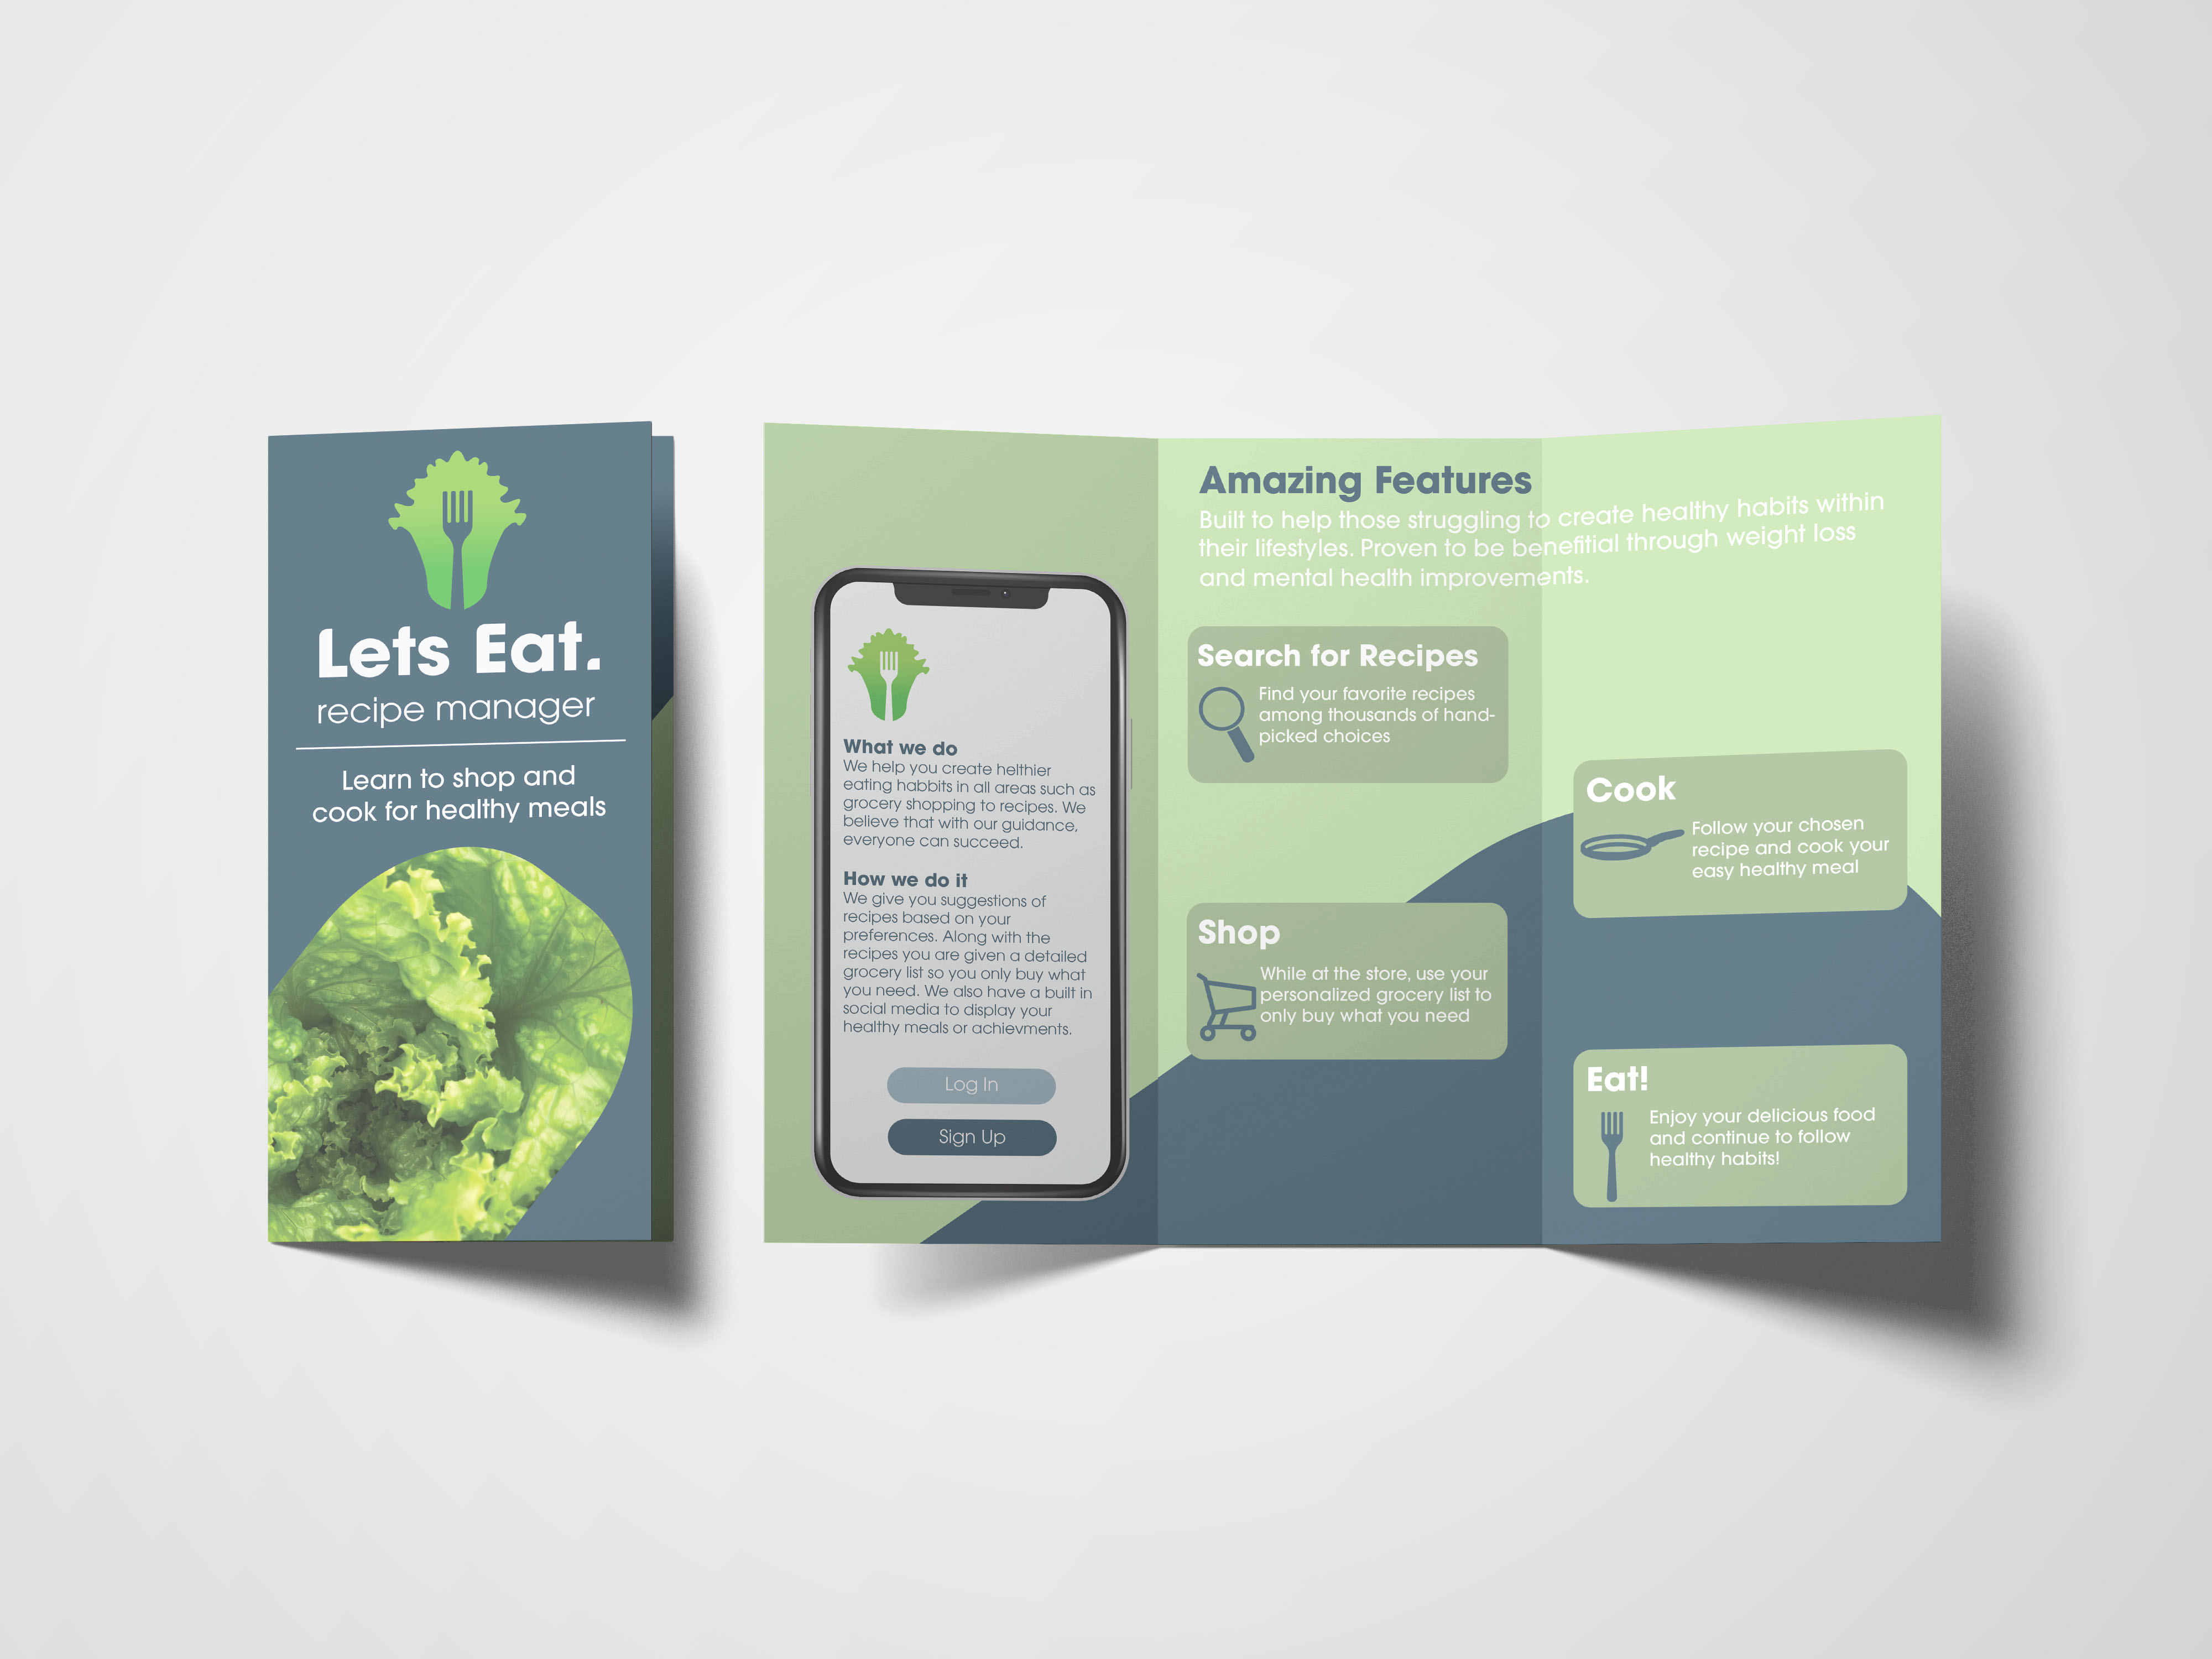 Lets Eat.
recipe manager
Learn to shop and
cook for healthy meals
What we do
We help you create helthier
eating habbits in all areas such as
grocery shopping to recipes. We
believe that with our guidance,
everyone can succeed.
How we do it
We give you suggestions of
recipes based on your
preferences. Along with the
recipes you are given a detailed
grocery list so you only buy what
you need. We also have a built in
social media to display your
healthy meals or achievments.
Log In
Sign Up
Amazing Features
Built to help those struggling to create healthy habits within
their lifestyles. Proven to be benefitial through weight loss
and mental health improvements.
Search for Recipes
Find your favorite recipes
among thousands of hand-
picked choices
Shop
While at the store, use your
personalized grocery list to
only buy what you need
Cook
Follow your chosen
recipe and cook your
easy healthy meal
Eat!
Enjoy your delicious food
and continue to follow
healthy habits!